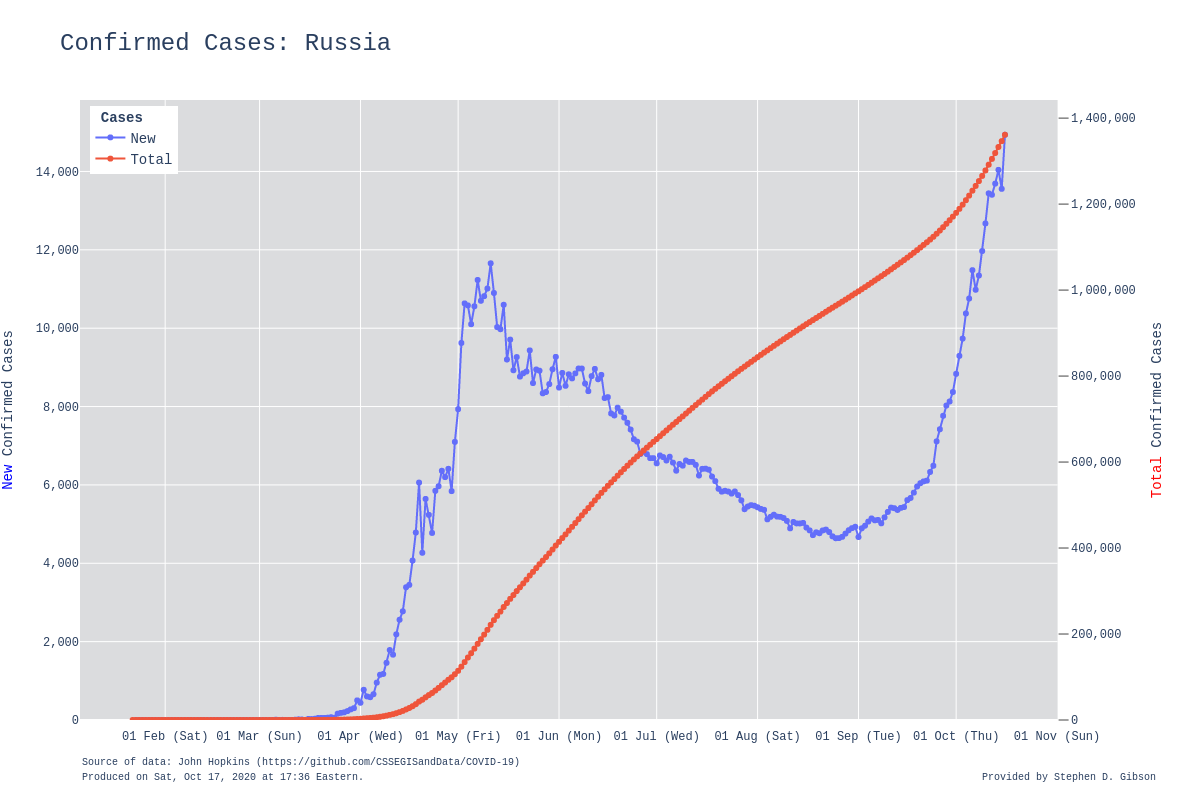 Confirmed Cases: Russia
Cases
New
Total
14,000
12,000
10,000
8,000
6,000
4,000
2,000
0
New Confirmed Cases
1,400,000
1,200,000
1,000,000
800,000
600,000
400,000
200,000
0
Total Confirmed Cases
01 Feb (Sat) 01 Mar (Sun) 01 Apr (Wed) 01 May (Fri) 01 Jun (Mon) 01 Jul (Wed) 01 Aug (Sat) 01 Sep (Tue) 01 Oct (Thu) 01 Nov (Sun)
Source of data: John Hopkins (https://github.com/CSSEGISandData/COVID-19)
Produced on Sat, Oct 17, 2020 at 17:36 Eastern.
Provided by Stephen D. Gibson